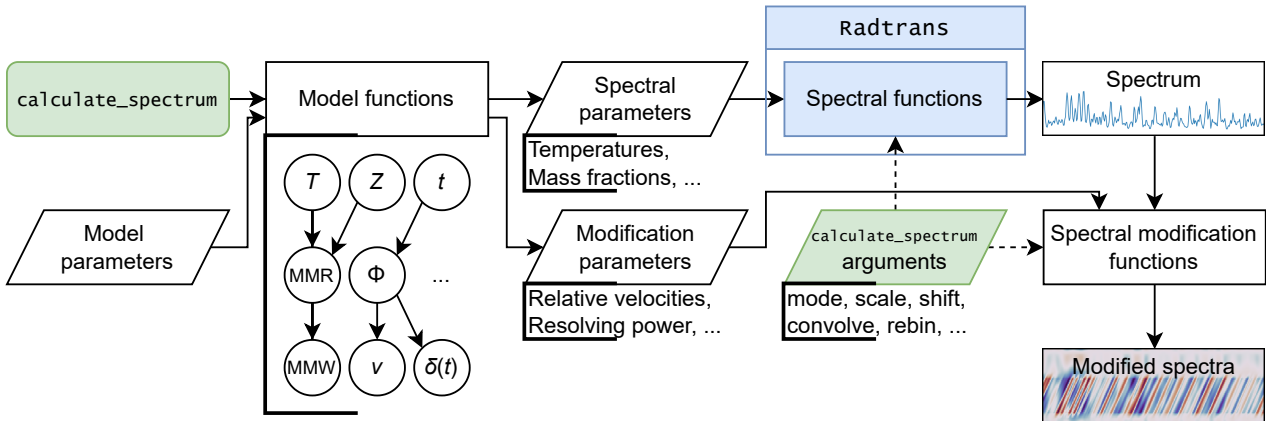 calculate_spectrum
Model
parameters
Model functions
T
Z
t
MMR
Φ
...
MMW
v
δ(t)
Spectral
parameters
Temperatures,
Mass fractions, ...
Modification
parameters
Relative velocities,
Resolving power, ...
Radtrans
Spectral functions
calculate_spectrum
arguments
mode, scale, shift,
convolve, rebin, ...
Spectrum
Spectral modification
functions
Modified spectra